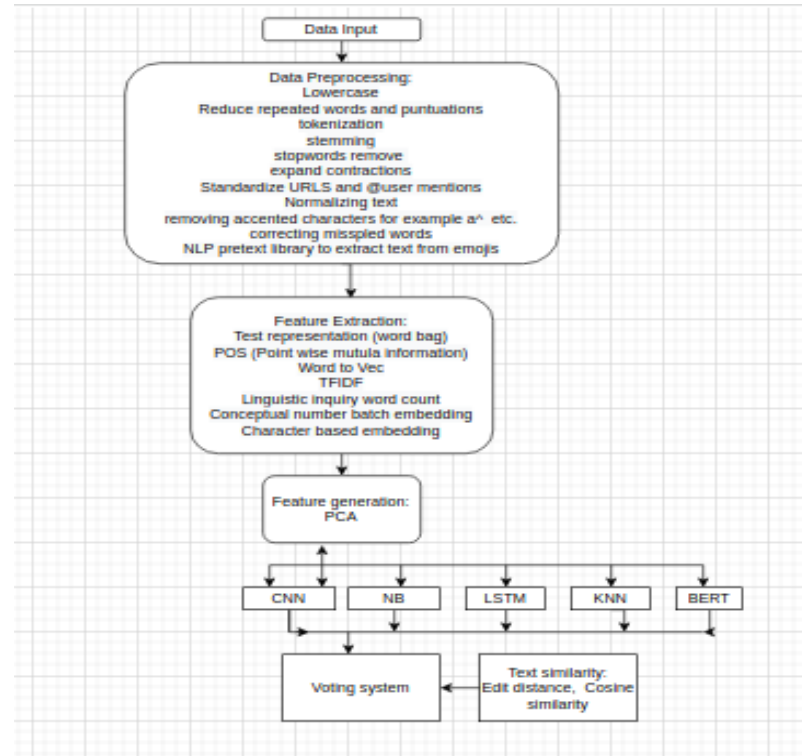 Data Input
Data Preprocessing:
Lowercase
Reduce repeated words and puntuations
tokenization
stemming
stopwords remove
expand contractions
Standardize URLS and @user mentions
Normalizing text
removing accented characters for example a^ etc.
correcting misspled words
NLP pretext library to extract text from emojis
Feature Extraction:
Test representation (word bag)
POS (Point wise mutula information)
Word to Vec
TFIDF
Linguistic inquiry word count
Conceptual number batch embedding
Character based embedding
Feature generation:
PCA
CNN
NB
LSTM
KNN
BERT
Voting system
Text similarity:
Edit distance, Cosine
similarity